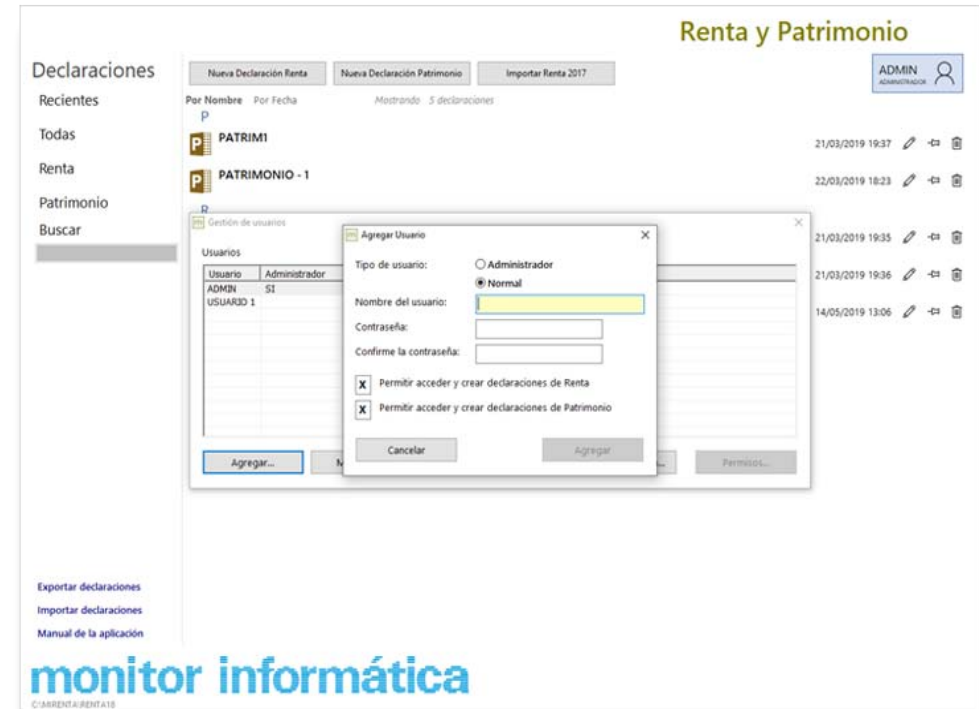 Renta y Patrimonio
Declaraciones
Recientes
Todas
Renta
Patrimonio
Buscar
Nueva Declaración Renta
Nueva Declaración Patrimonio
Importar Renta 2017
ADMIN
ADMINISTRADOR
Por Nombre Por Fecha Mostrando 5 declaraciones
P
PATRIM1 21/03/2019 19:37
PATRIMONIO - 1 22/03/2019 18:23
R
21/03/2019 19:35
21/03/2019 19:36
14/05/2019 13:06
Gestión de usuarios
Usuarios
Usuario Administrador
ADMIN SI
USUARIO 1
Agregar...
Permisos...
Agregar Usuario
Tipo de usuario: Administrador
Normal
Nombre del usuario:
Contraseña:
Confirme la contraseña:
X Permitir acceder y crear declaraciones de Renta
X Permitir acceder y crear declaraciones de Patrimonio
Cancelar Agregar
Exportar declaraciones
Importar declaraciones
Manual de la aplicación
monitor informática
C:\MIRENTA\RENTA18